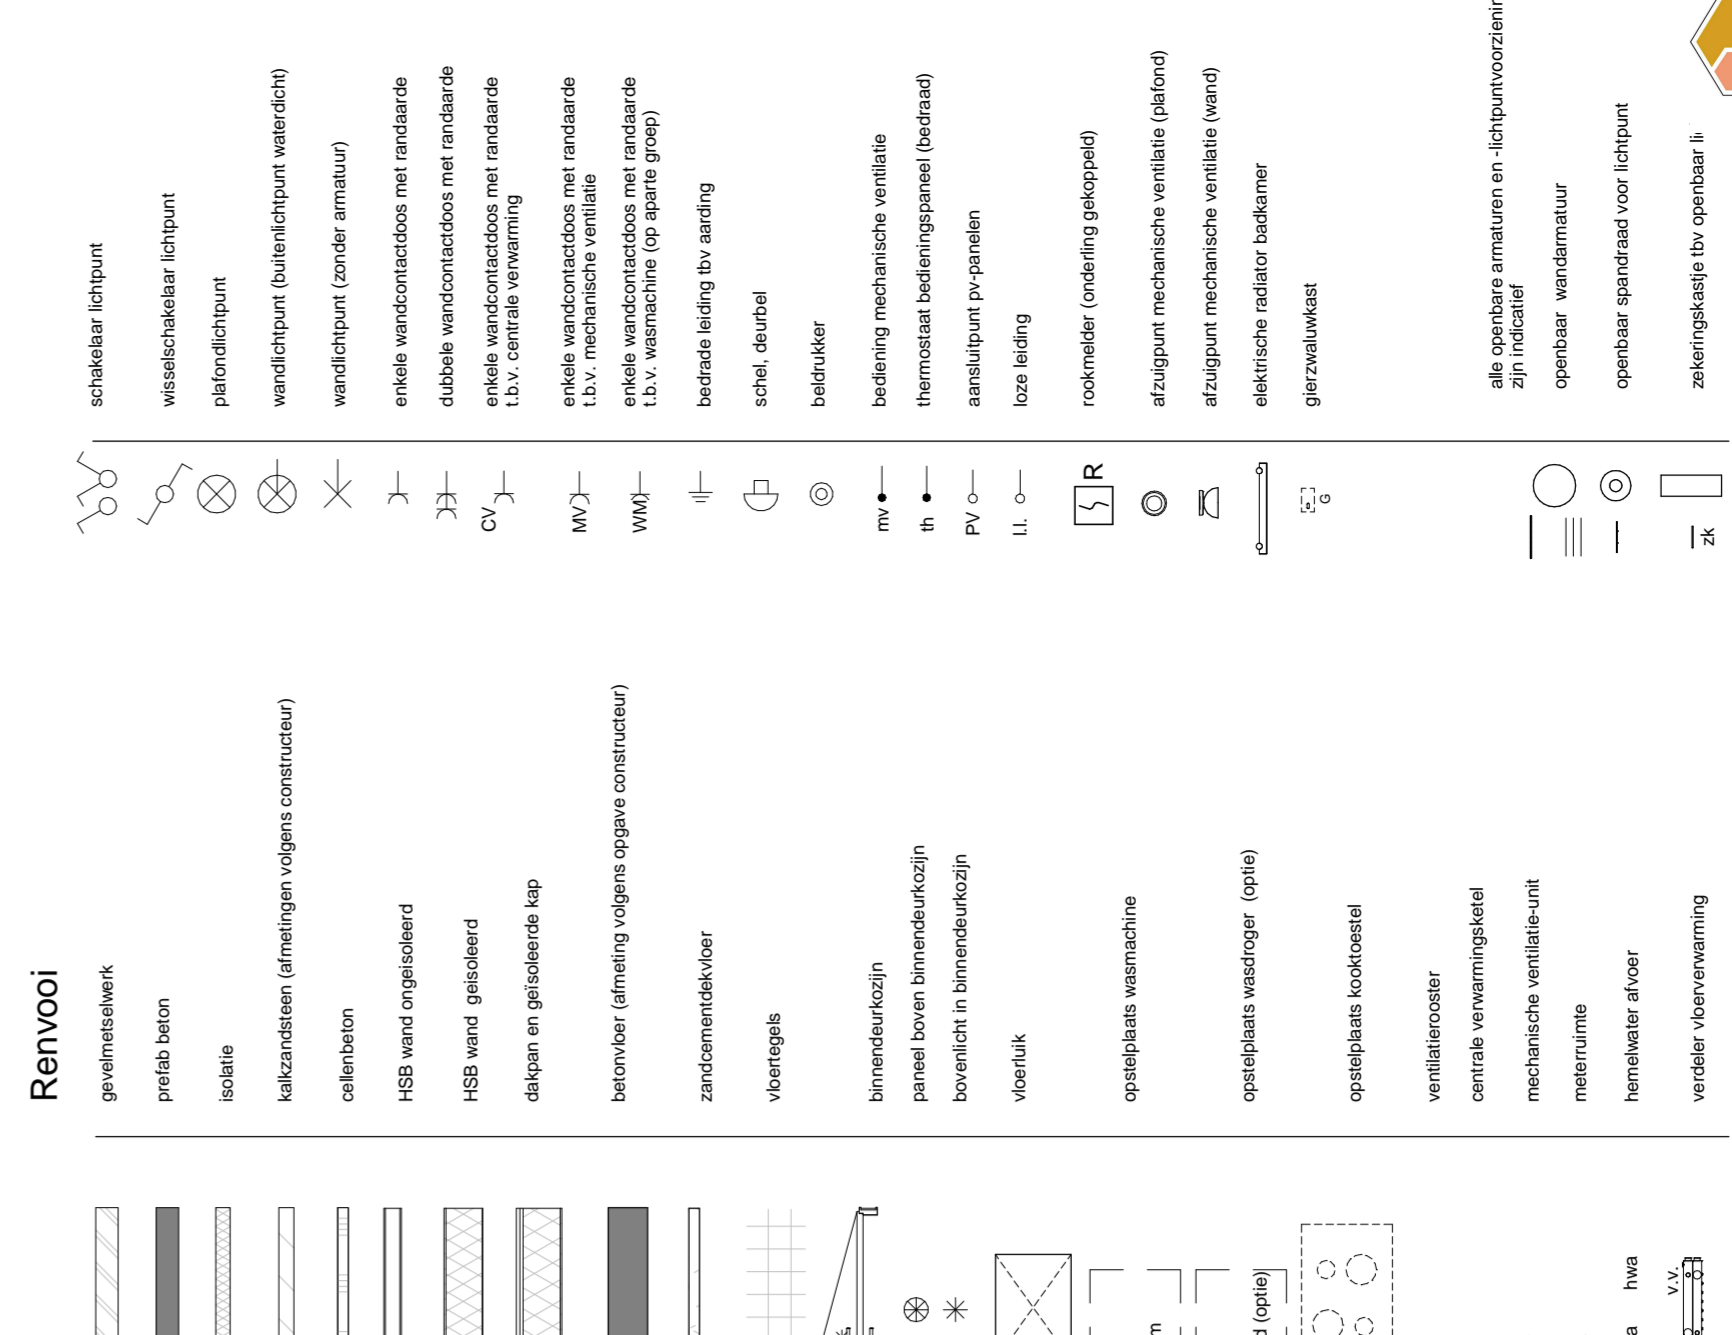 Renvooi
gevelmetselwerk
prefab beton
isolatie
kalkzandsteen (afmetingen volgens constructeur)
cellenbeton
HSB wand ongeisoleerd
HSB wand geisoleerd
dakpan en geïsoleerde kap
betonvloer (afmeting volgens opgave constructeur)
zandcementdekvloer
vloertegels
binnendeurkozijn
paneel boven binnendeurkozijn
bovenlicht in binnendeurkozijn
vloerluik
opstelplaats wasmachine
m
opstelplaats wasdroger (optie)
d (optie)
opstelplaats kooktoestel
ventilatierooster
centrale verwarmingsketel
mechanische ventilatie-unit
meterruimte
a hwa hemelwater afvoer
v.v. verdeler vloerverwarming
schakelaar lichtpunt
wisselschakelaar lichtpunt
plafondlichtpunt
wandlichtpunt (buitenlichtpunt waterdicht)
wandlichtpunt (zonder armatuur)
enkele wandcontactdoos met randaarde
dubbele wandcontactdoos met randaarde
CV enkele wandcontactdoos met randaarde
t.b.v. centrale verwarming
MV enkele wandcontactdoos met randaarde
t.b.v. mechanische ventilatie
WM enkele wandcontactdoos met randaarde
t.b.v. wasmachine (op aparte groep)
bedrade leiding tbv aarding
schel, deurbel
beldrukker
mv bediening mechanische ventilatie
th thermostaat bedieningspaneel (bedraad)
PV aansluitpunt pv-panelen
l.l. loze leiding
R rookmelder (onderling gekoppeld)
afzuigpunt mechanische ventilatie (plafond)
afzuigpunt mechanische ventilatie (wand)
elektrische radiator badkamer
G gierzwaluwkast
alle openbare armaturen en -lichtpuntvoorzienin
zijn indicatief
openbaar wandarmatuur
openbaar spandraad voor lichtpunt
zk zekeringskastje tbv openbaar li